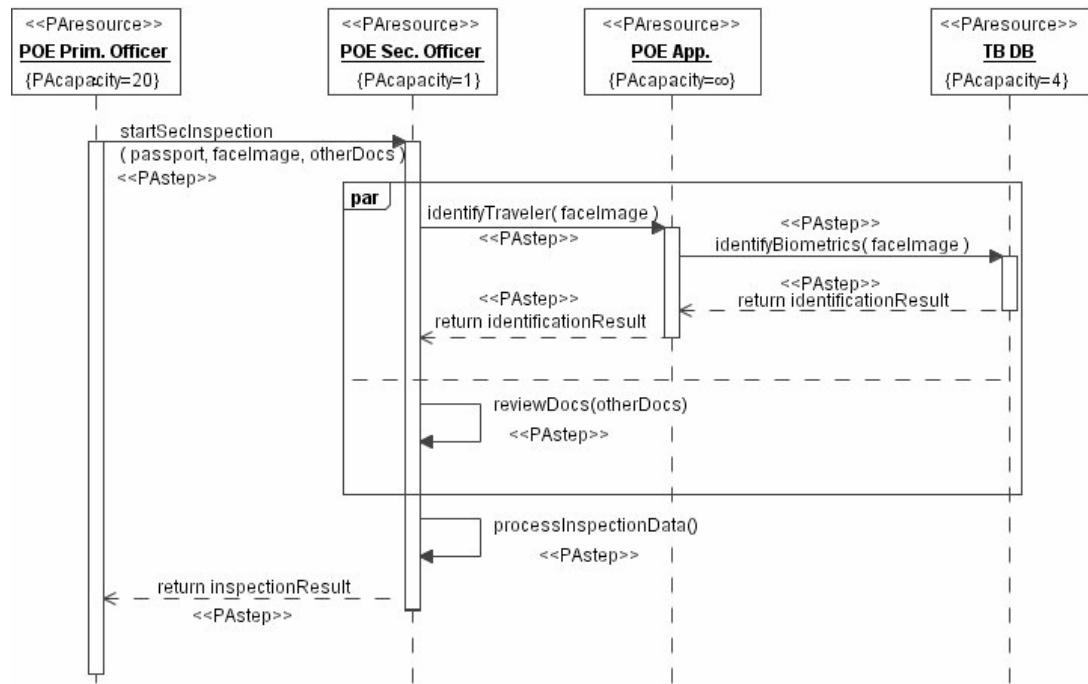 <<PAresource>>
POE Prim. Officer
{PAcapacity=20}
<<PAresource>>
POE Sec. Officer
{PAcapacity=1}
<<PAresource>>
POE App.
{PAcapacity=∞}
<<PAresource>>
TB DB
{PAcapacity=4}
startSecInspection
( passport, faceImage, otherDocs )
<<PAstep>>
par
identifyTraveler( faceImage )
<<PAstep>>
<<PAstep>>
identifyBiometrics( faceImage )
<<PAstep>>
return identificationResult
<<PAstep>>
return identificationResult
reviewDocs(otherDocs)
<<PAstep>>
processInspectionData()
<<PAstep>>
return inspectionResult
<<PAstep>>